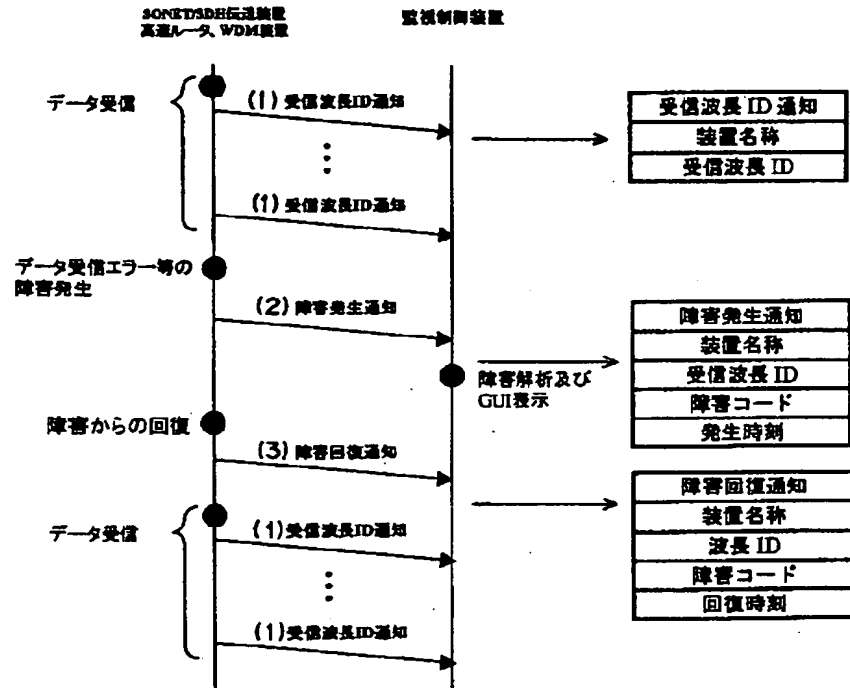 SONET/SDH伝送装置
高速ルータ、WDM装置
監視制御装置
データ受信
(1) 受信波長ID通知
受信波長 ID 通知
装置名称
受信波長 ID
(1) 受信波長ID通知
データ受信エラー等の
障害発生
(2) 障害発生通知
障害発生通知
装置名称
受信波長 ID
障害コード
発生時刻
障害解析及び
GUI表示
障害からの回復
(3) 障害回復通知
障害回復通知
装置名称
波長 ID
障害コード
回復時刻
データ受信
(1)受信波長ID通知
(1)受信波長ID通知